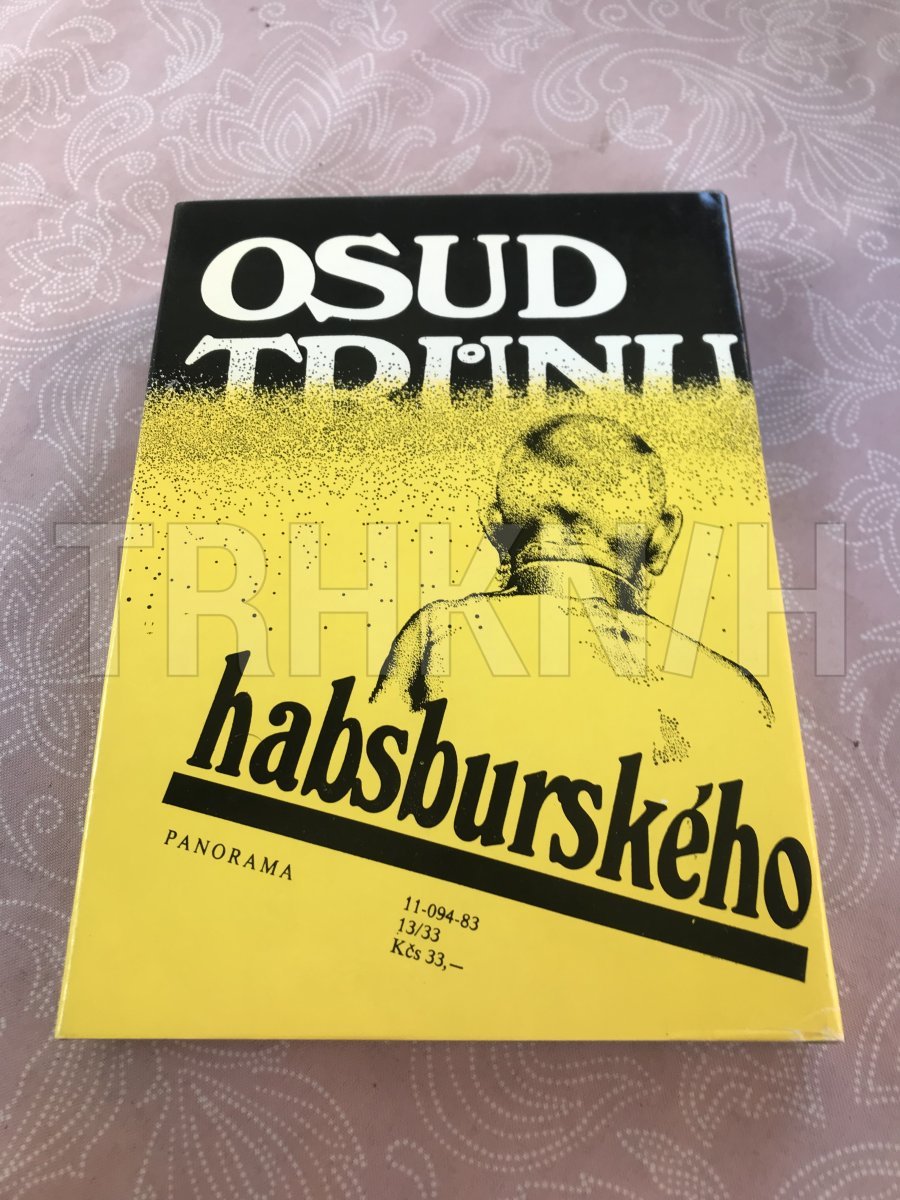 OSUD
TRŮNU
TRHKNIH
habsburského
PANORAMA
11-094-83
13/33
Kčs 33,—